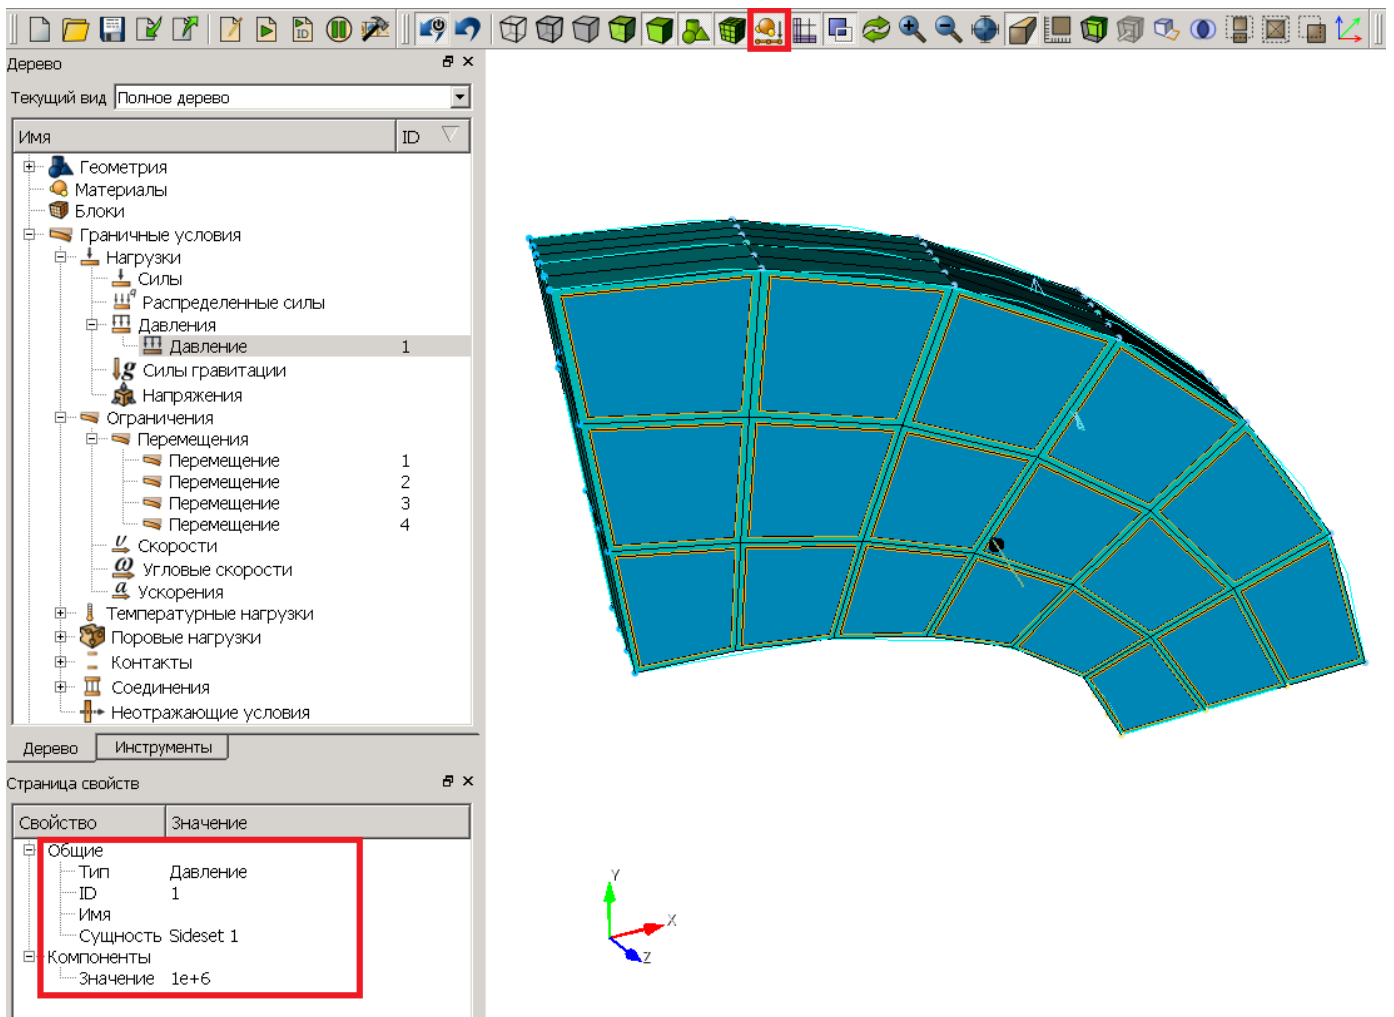 Дерево
Текущий вид Полное дерево
Имя ID
Геометрия
Материалы
Блоки
Граничные условия
Нагрузки
Силы
q Распределенные силы
Давления
Давление 1
g Силы гравитации
Напряжения
Ограничения
Перемещения
Перемещение 1
Перемещение 2
Перемещение 3
Перемещение 4
υ Скорости
ω Угловые скорости
a Ускорения
Температурные нагрузки
Поровые нагрузки
Контакты
Соединения
Неотражающие условия
Дерево Инструменты
Страница свойств
Свойство Значение
Общие
Тип Давление
ID 1
Имя
Сущность Sideset 1
Компоненты
Значение 1e+6
Y
X
Z